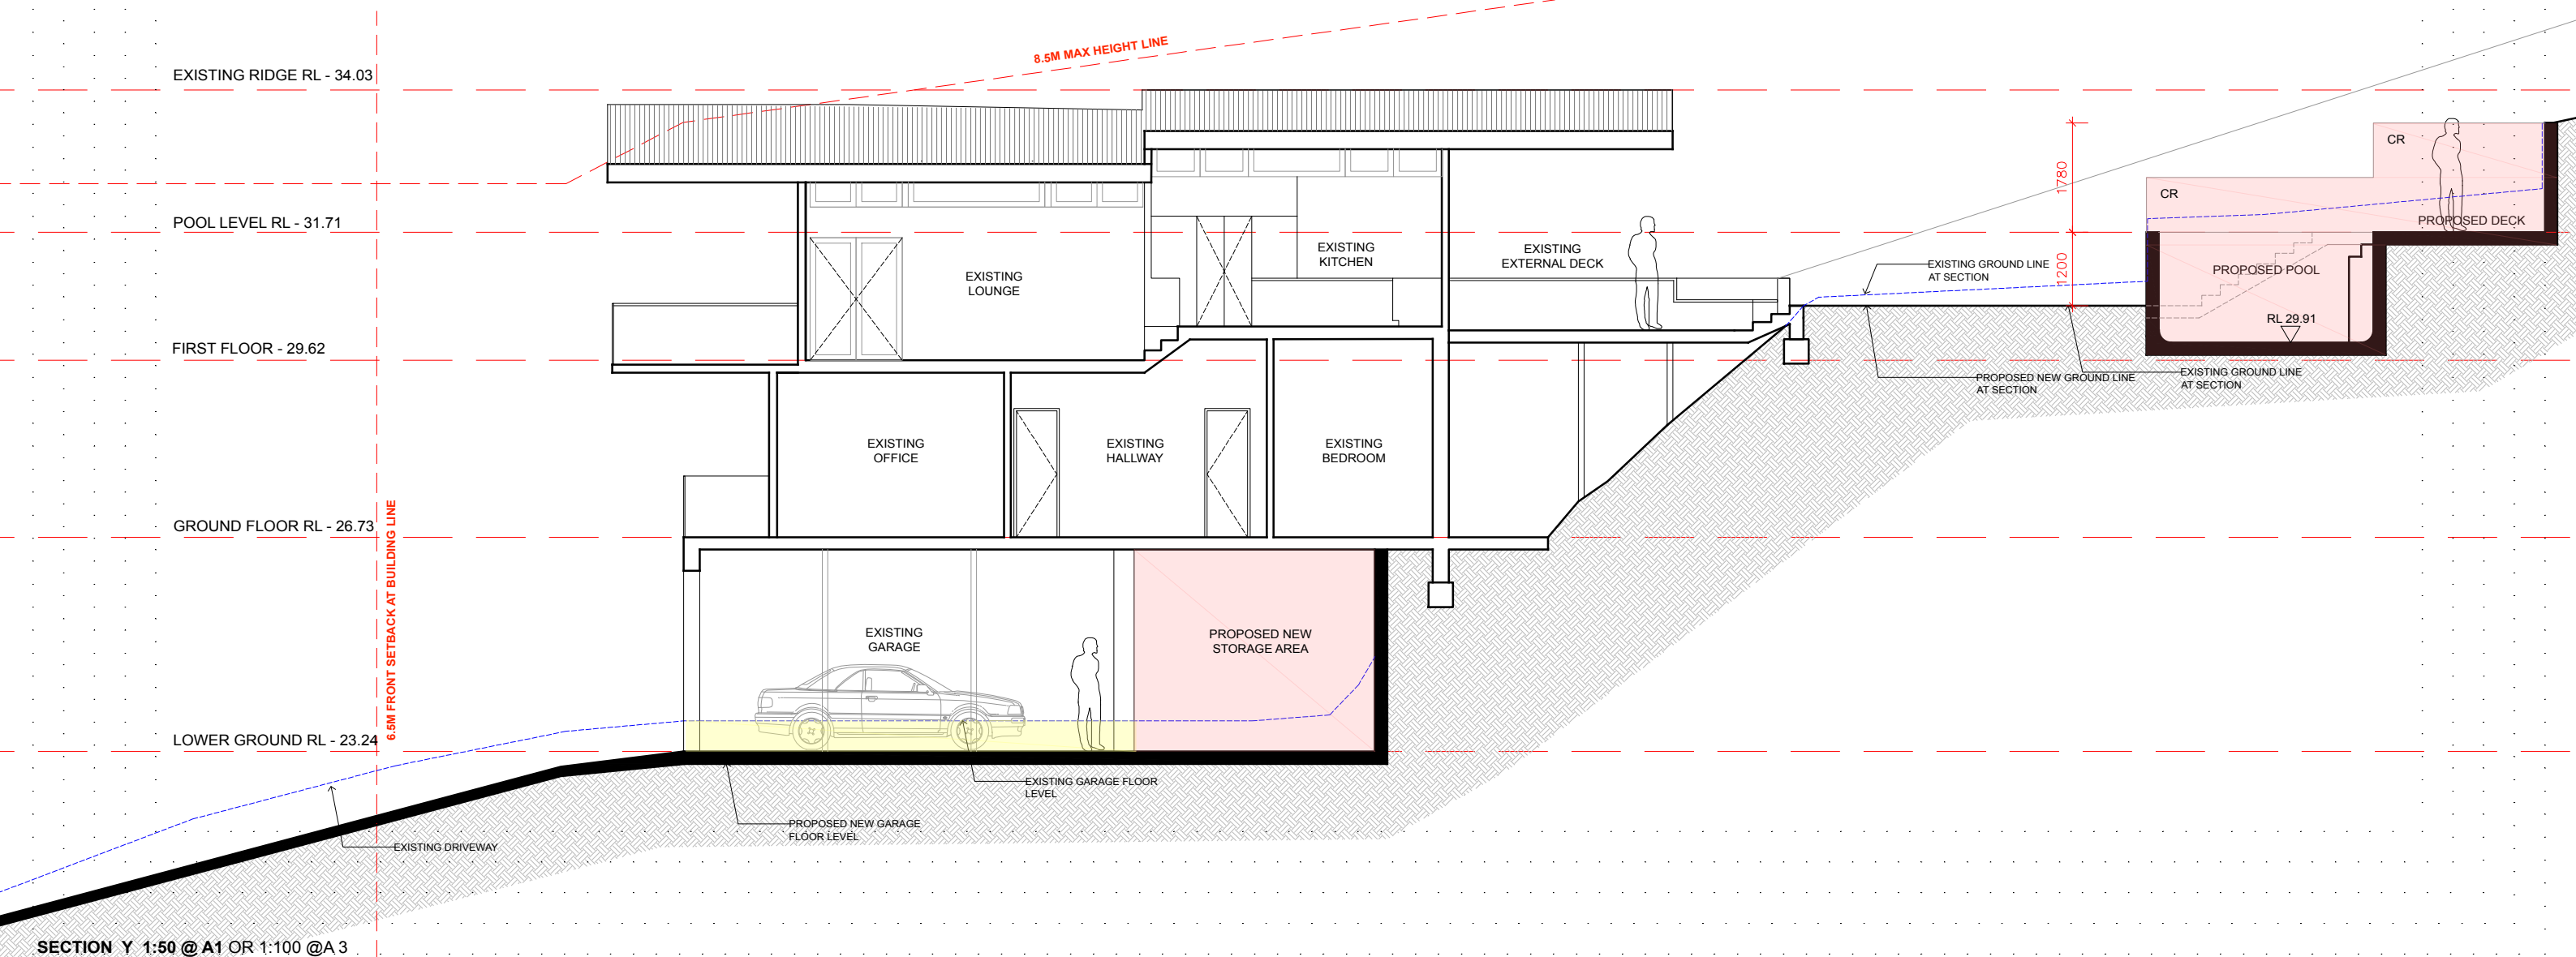 8.5M MAX HEIGHT LINE
EXISTING RIDGE RL - 34.03
CR
1780
CR
POOL LEVEL RL - 31.71
PROPOSED DECK
EXISTING
LOUNGE
EXISTING
KITCHEN
EXISTING
EXTERNAL DECK
EXISTING GROUND LINE
AT SECTION
1200
PROPOSED POOL
RL 29.91
FIRST FLOOR - 29.62
PROPOSED NEW GROUND LINE
AT SECTION
EXISTING GROUND LINE
AT SECTION
EXISTING
OFFICE
EXISTING
HALLWAY
EXISTING
BEDROOM
GROUND FLOOR RL - 26.73
6.5M FRONT SETBACK AT BUILDING LINE
EXISTING
GARAGE
PROPOSED NEW
STORAGE AREA
LOWER GROUND RL - 23.24
EXISTING GARAGE FLOOR
LEVEL
PROPOSED NEW GARAGE
FLOOR LEVEL
EXISTING DRIVEWAY
SECTION Y 1:50 @ A1 OR 1:100 @A 3